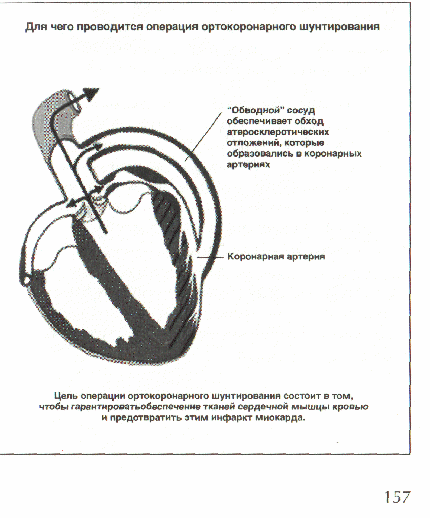 Для чего проводится операция ортокоронарного шунтирования
"Обводной" сосуд
обеспечивает обход
атеросклеротических
отложений, которые
образовались в коронарных
артериях
Коронарная артерия
Цель операции ортокоронарного шунтирования состоит в том,
чтобы гарантироватьобеспечение тканей сердечной мышцы кровью
и предотвратить этим инфаркт миокарда.
157